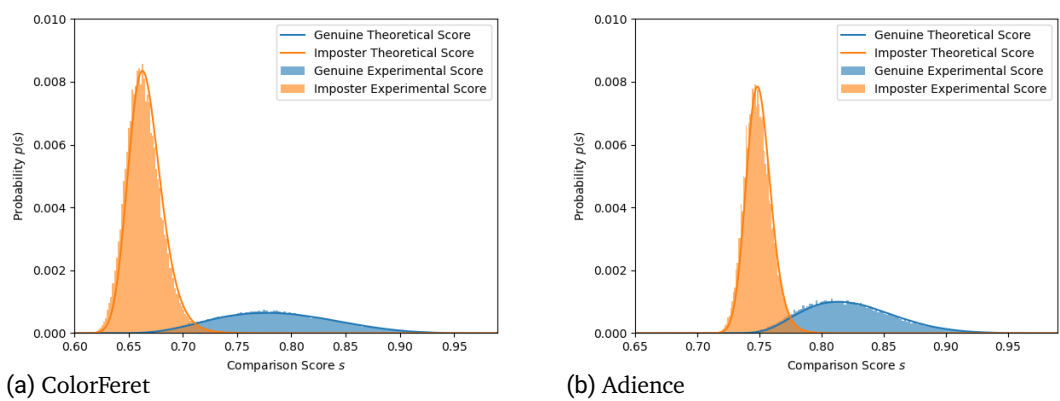 0.010
0.008
0.006
0.004
0.002
0.000
Probability p(s)
Genuine Theoretical Score
Imposter Theoretical Score
Genuine Experimental Score
Imposter Experimental Score
0.60 0.65 0.70 0.75 0.80 0.85 0.90 0.95
Comparison Score s
(a) ColorFeret
0.010
0.008
0.006
0.004
0.002
0.000
Probability p(s)
Genuine Theoretical Score
Imposter Theoretical Score
Genuine Experimental Score
Imposter Experimental Score
0.65 0.70 0.75 0.80 0.85 0.90 0.95
Comparison Score s
(b) Adience